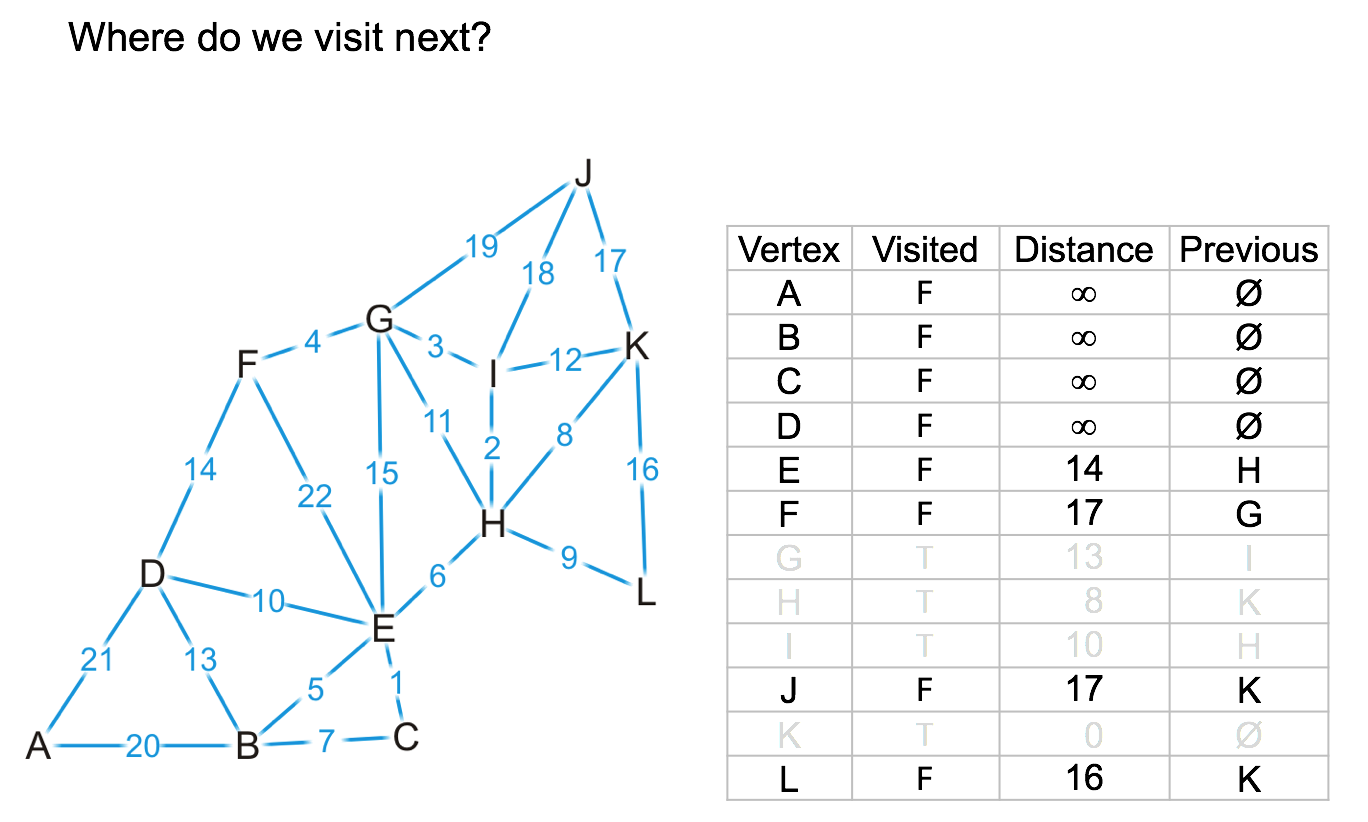 Where do we visit next?
J
19
18
17
G
4
3
K
F
I
12
11
2
8
14
15
16
22
H
9
6
D
L
10
E
21
13
5
1
A
20
B
7
C
Vertex Visited Distance Previous
A F ∞ Ø
B F ∞ Ø
C F ∞ Ø
D F ∞ Ø
E F 14 H
F F 17 G
G T 13 I
H T 8 K
I T 10 H
J F 17 K
K T 0 Ø
L F 16 K